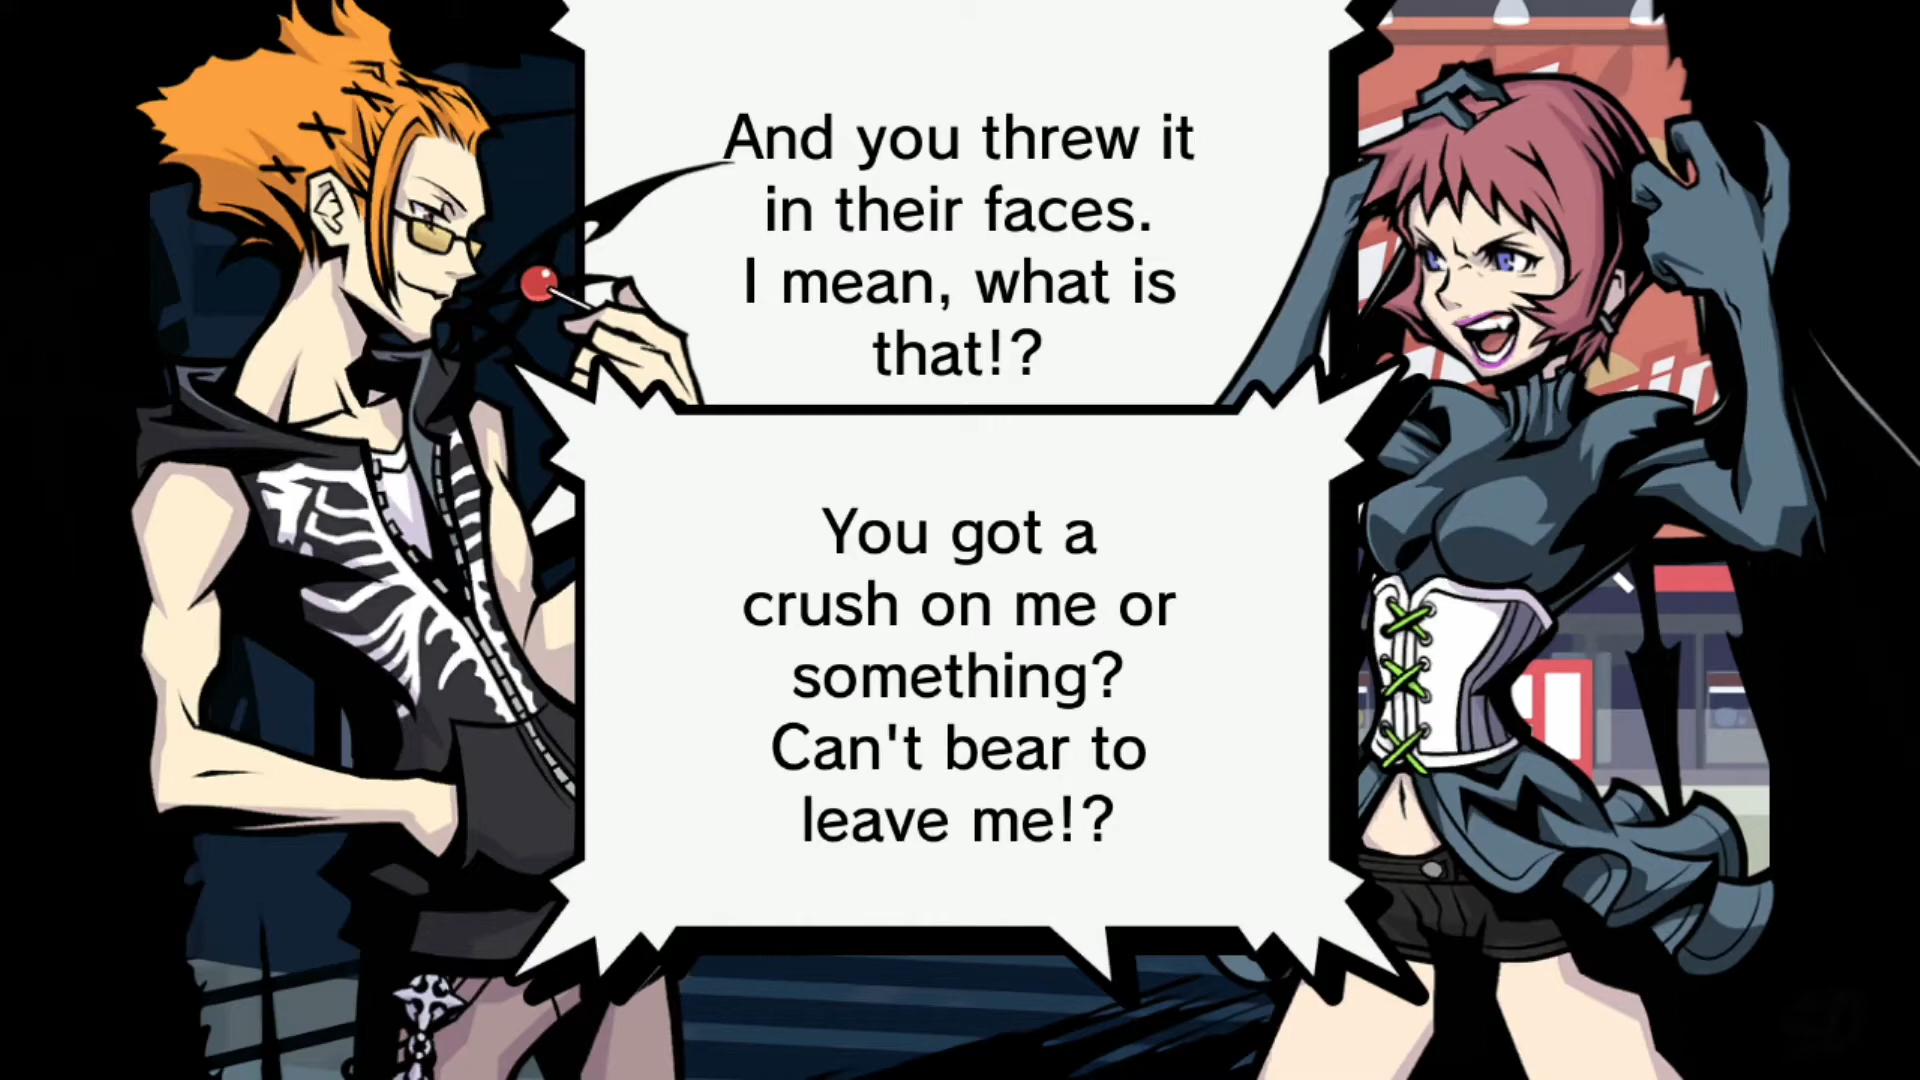 And you threw it
in their faces.
I mean, what is
that!?
You got a
crush on me or
something?
Can't bear to
leave me!?